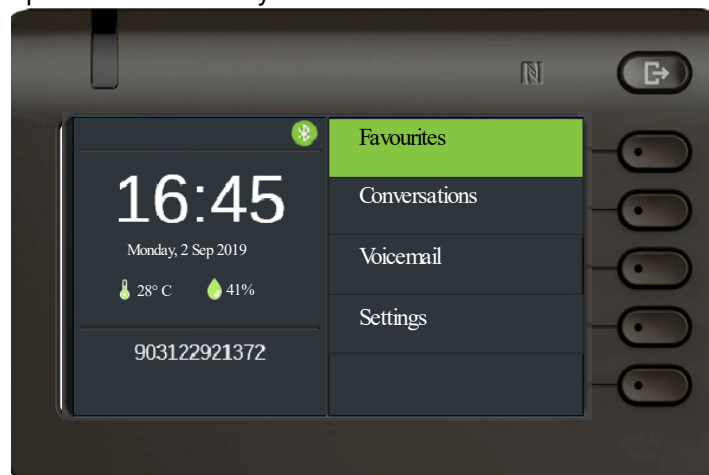 16:45
Monday, 2 Sep 2019
28° C 41%
903122921372
Favourites
Conversations
Voicemail
Settings